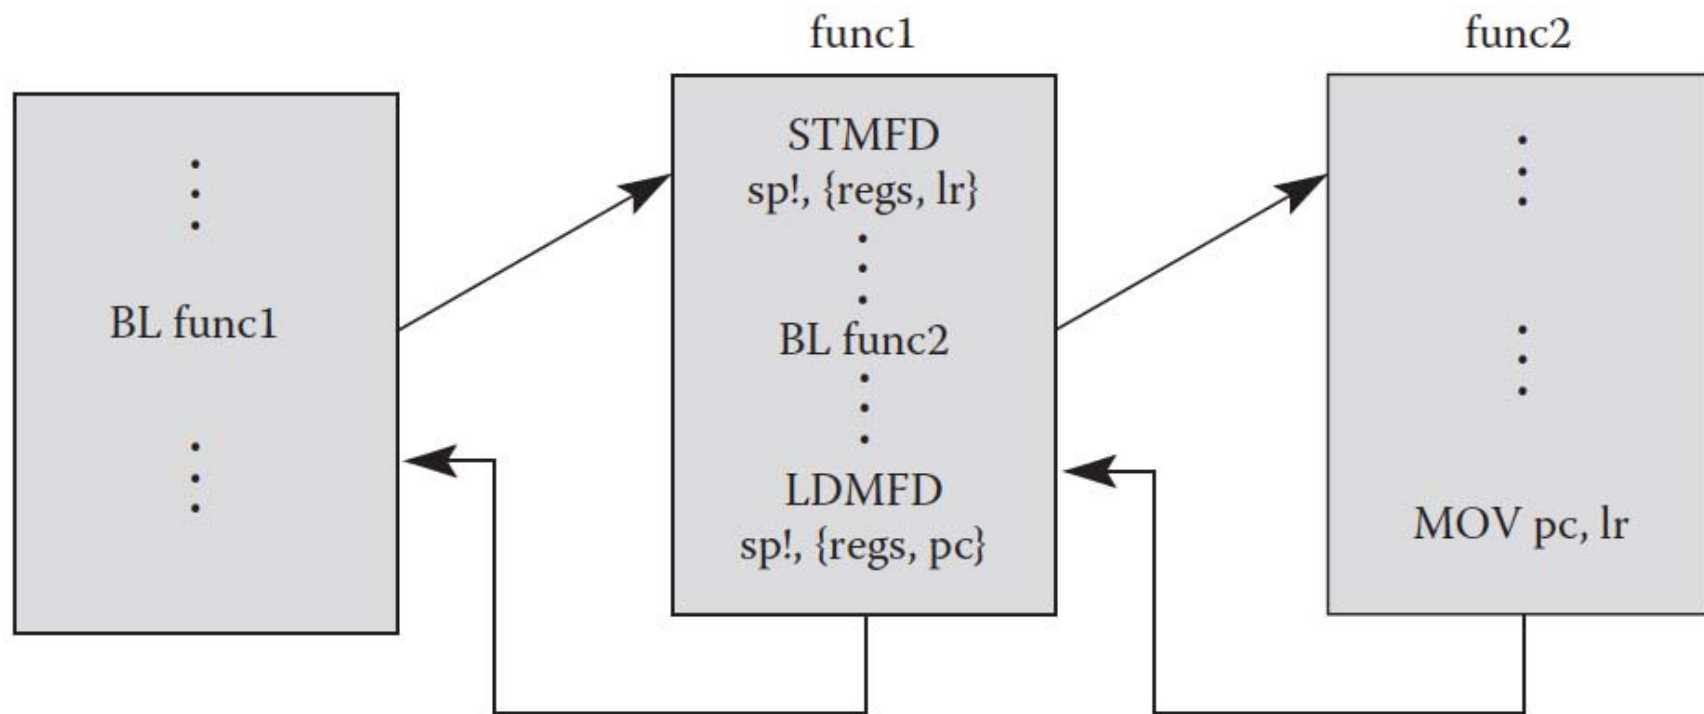 func1
func2
BL func1
STMFD
sp!, {regs, lr}
BL func2
LDMFD
sp!, {regs, pc}
MOV pc, lr